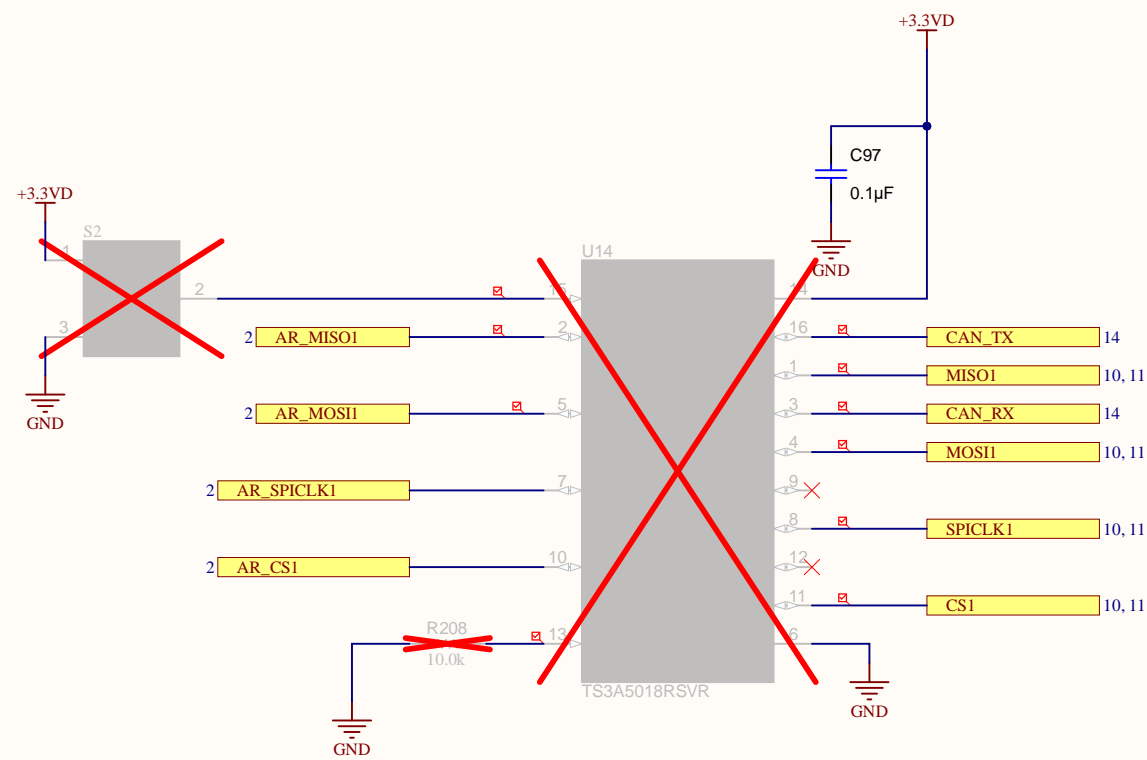 +3.3VD
C97
0.1µF
GND
+3.3VD
S2
1
2
3
GND
U14
15
14
2 AR_MISO1
2
16
CAN_TX 14
1
MISO1 10, 11
2 AR_MOSI1
5
3
CAN_RX 14
4
MOSI1 10, 11
2 AR_SPICLK1
7
9
8
SPICLK1 10, 11
2 AR_CS1
10
12
11
CS1 10, 11
R208
10.0k
13
6
TS3A5018RSVR
GND
GND